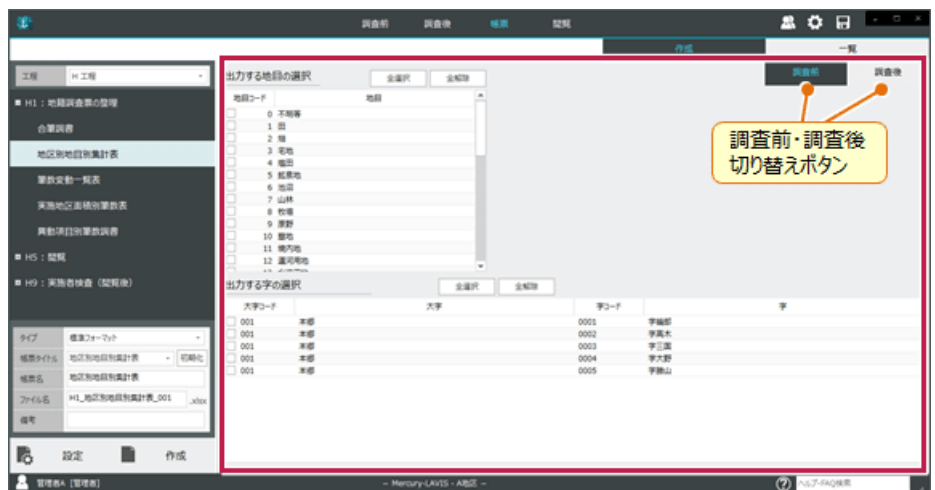 調査前 調査後 帳票 閲覧
作成 一覧
工程 H工程
H1：地籍調査票の整理
合筆調書
地区別地目別集計表
筆数変動一覧表
実施地区面積別筆数表
異動項目別筆数調書
H5：閲覧
H9：実施者検査（閲覧後）
タイプ 標準フォーマット
帳票タイトル 地区別地目別集計表 初期化
帳票名 地区別地目別集計表
ファイル名 H1_地区別地目別集計表_001 .xlsx
備考
設定 作成
出力する地目の選択 全選択 全解除
調査前 調査後
地目コード 地目
0 不明等
1 田
2 畑
3 宅地
4 塩田
5 鉱泉地
6 池沼
7 山林
8 牧場
9 原野
10 墓地
11 境内地
12 運河用地
調査前・調査後
切り替えボタン
出力する字の選択 全選択 全解除
大字コード 大字 字コード 字
001 本郷 0001 字編部
001 本郷 0002 字高木
001 本郷 0003 字三国
001 本郷 0004 字大野
001 本郷 0005 字勝山
管理者A [管理者]
− Mercury-LAVIS - A地区 −
ヘルプ・FAQ検索